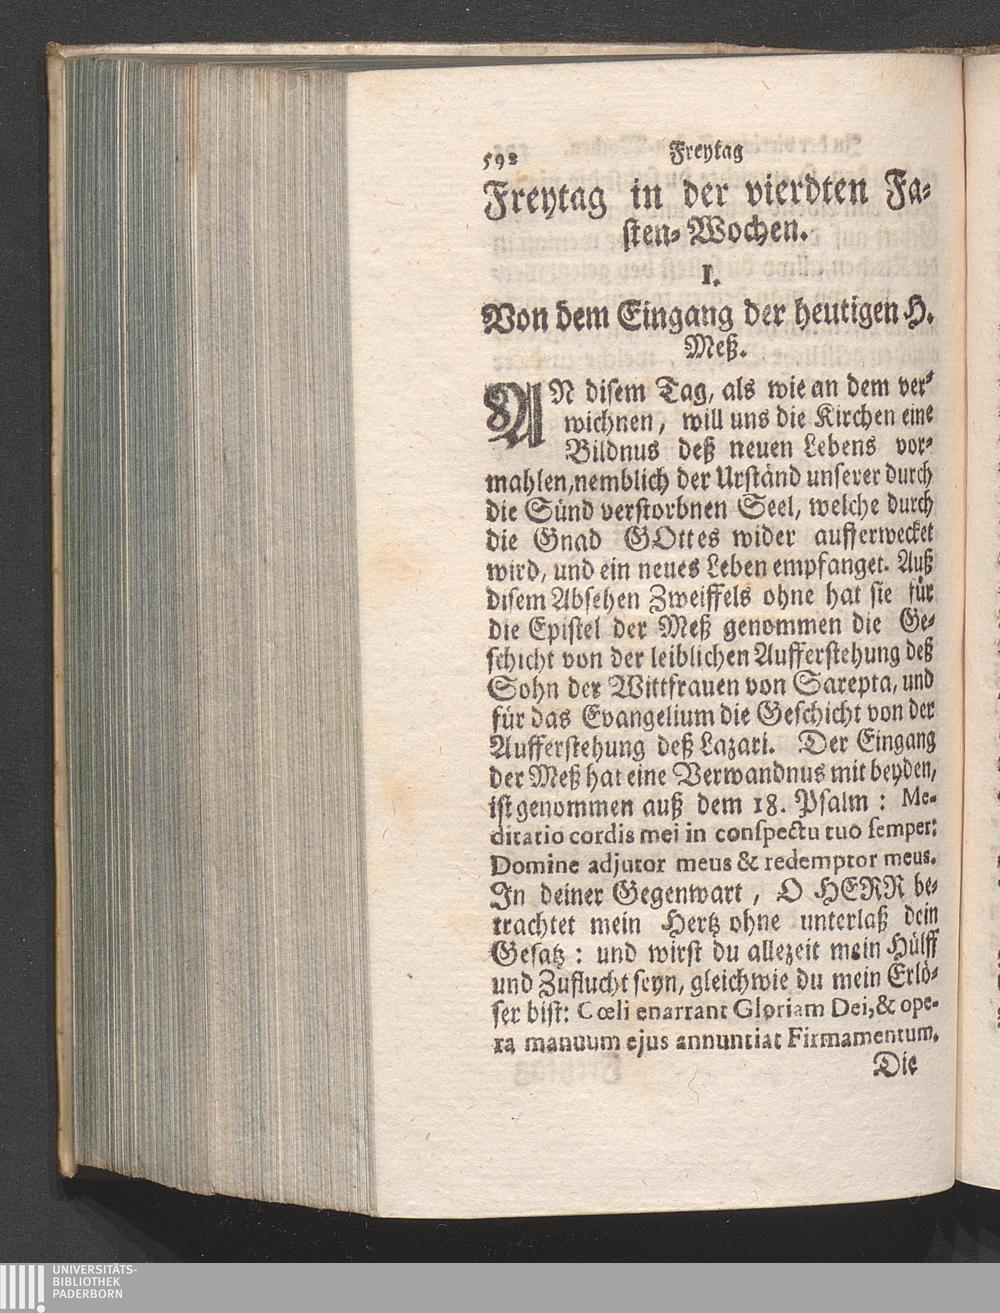 592 Freytag
Freytag in der vierdten Fa-
sten-Wochen.
I.
Von dem Eingang der heutigen H.
Meß.
AN disem Tag, als wie an dem ver-
wichnen, will uns die Kirchen eine
Bildnus deß neuen Lebens vor-
mahlen, nemblich der Urständ unserer durch
die Sünd verstorbnen Seel, welche durch
die Gnad GOttes wider aufferwecket
wird, und ein neues Leben empfanget. Auß
disem Absehen Zweiffels ohne hat sie für
die Epistel der Meß genommen die Ge-
schicht von der leiblichen Aufferstehung deß
Sohn der Wittfrauen von Sarepta, und
für das Evangelium die Geschicht von der
Aufferstehung deß Lazari. Der Eingang
der Meß hat eine Verwandnus mit beyden,
ist genommen auß dem 18. Psalm: Me-
ditatio cordis mei in conspectu tuo semper:
Domine adjutor meus & redemptor meus.
In deiner Gegenwart, O HERR be-
trachtet mein Hertz ohne unterlaß dein
Gesatz: und wirst du allezeit mein Hülff
und Zuflucht seyn, gleichwie du mein Erlö-
ser bist: Cœli enarrant Gloriam Dei, & ope-
ra manuum ejus annuntiat Firmamentum.
Die
UNIVERSITÄTS-
BIBLIOTHEK
PADERBORN